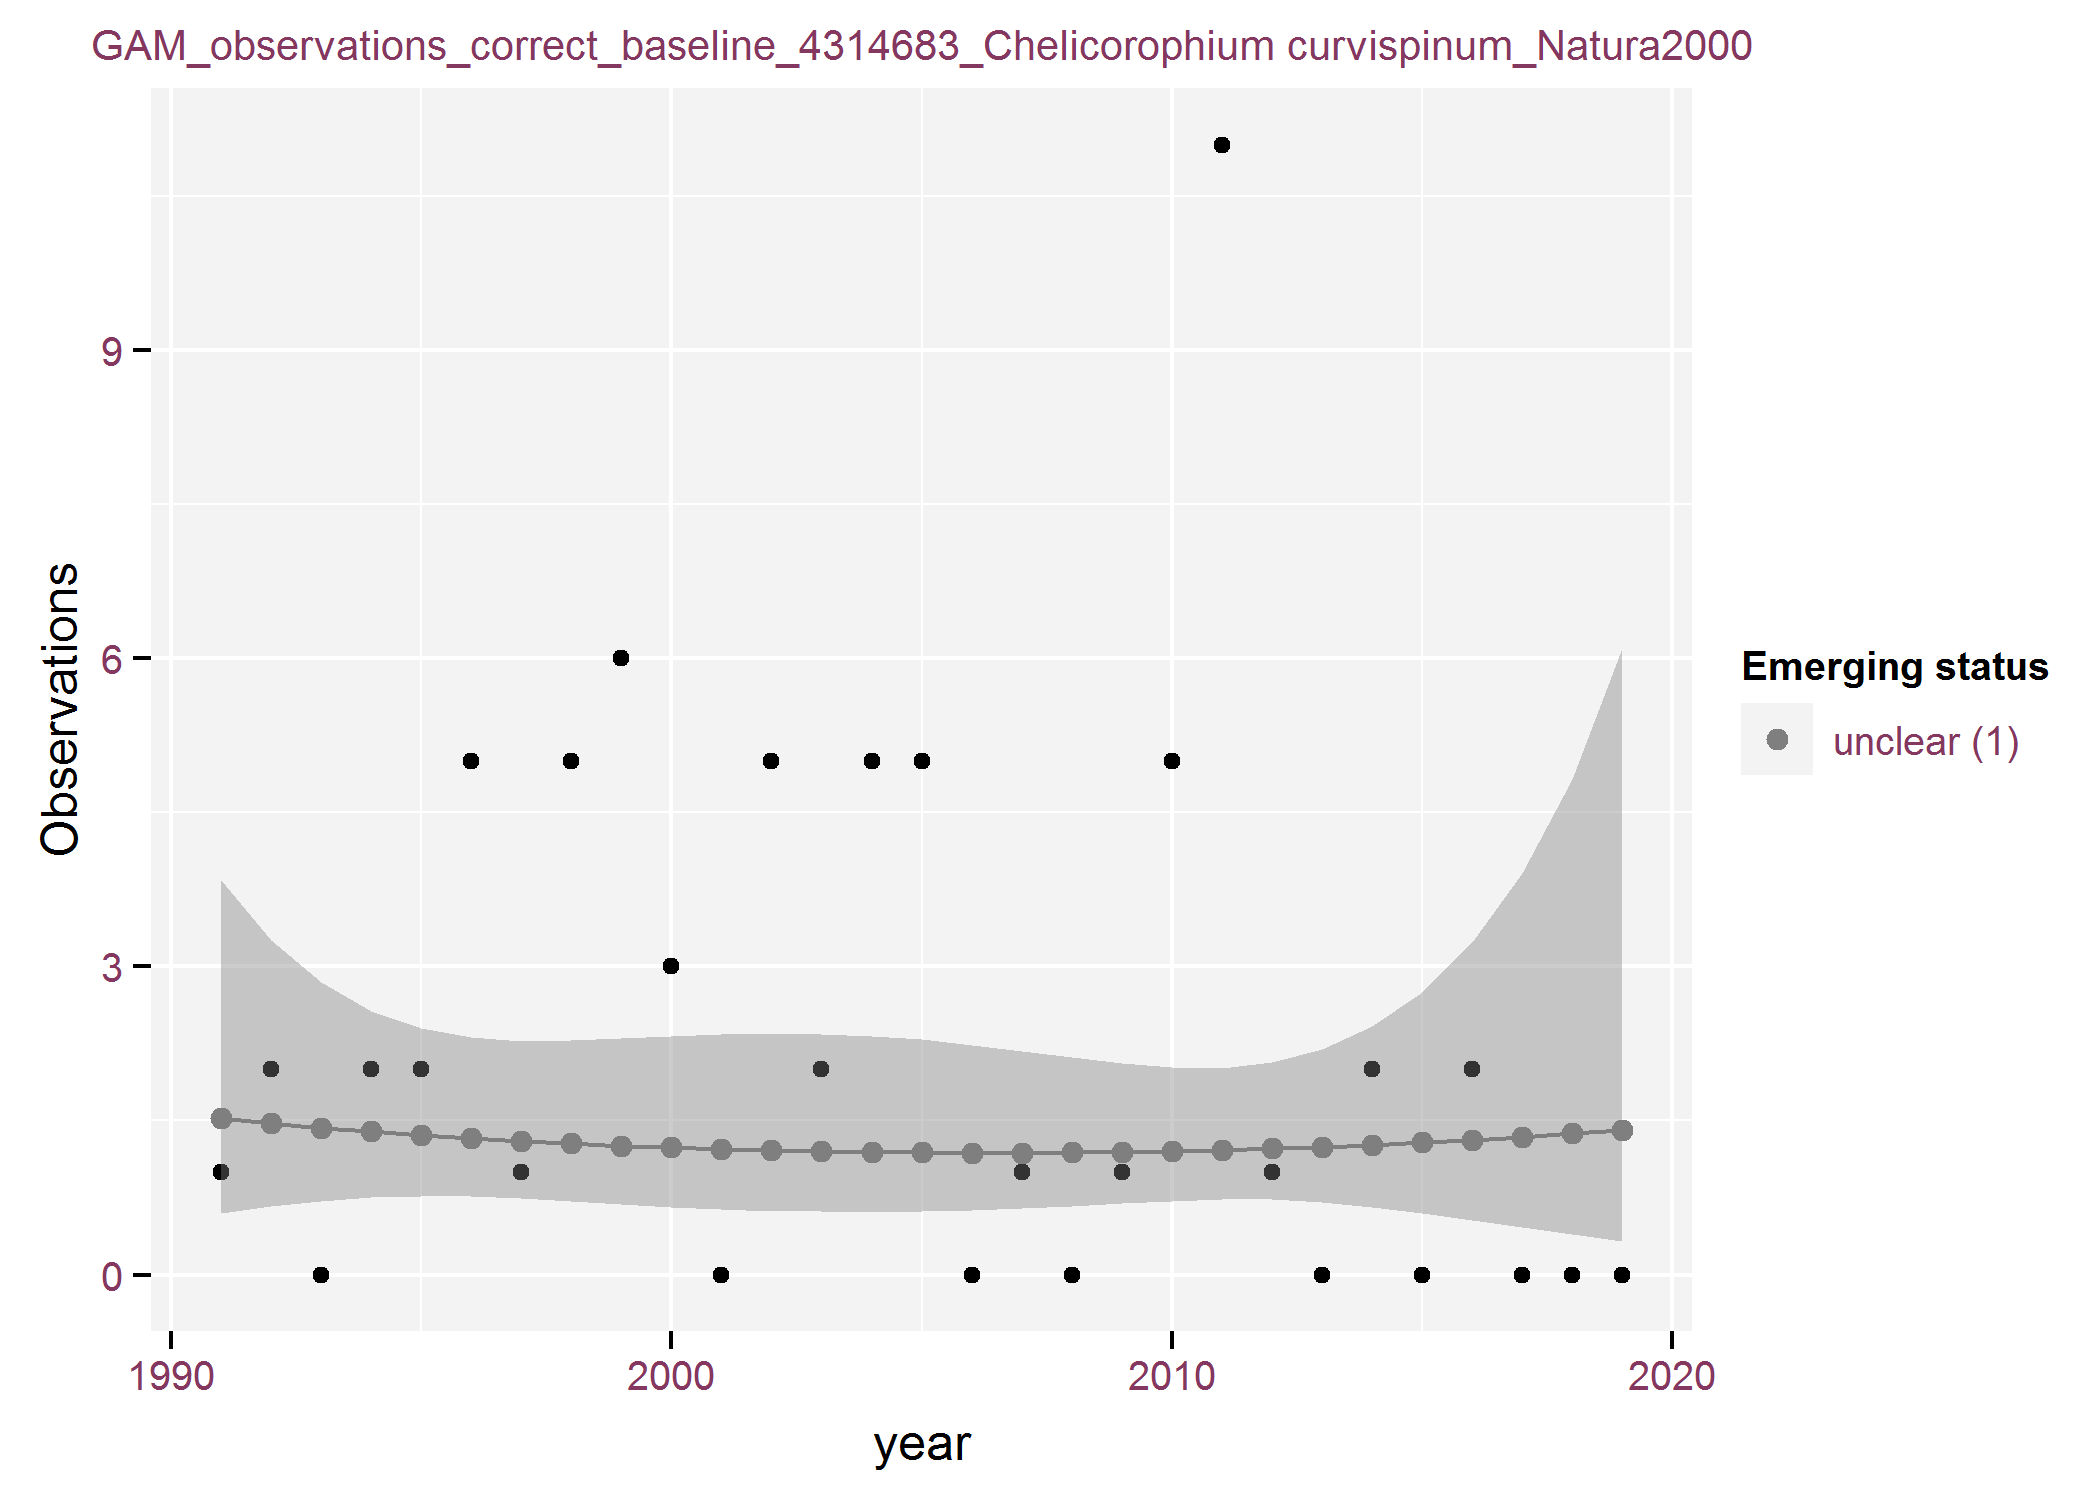 GAM_observations_correct_baseline_4314683_Chelicorophium curvispinum_Natura2000
Observations
9
6
3
0
1990
2000
2010
2020
year
Emerging status
unclear (1)